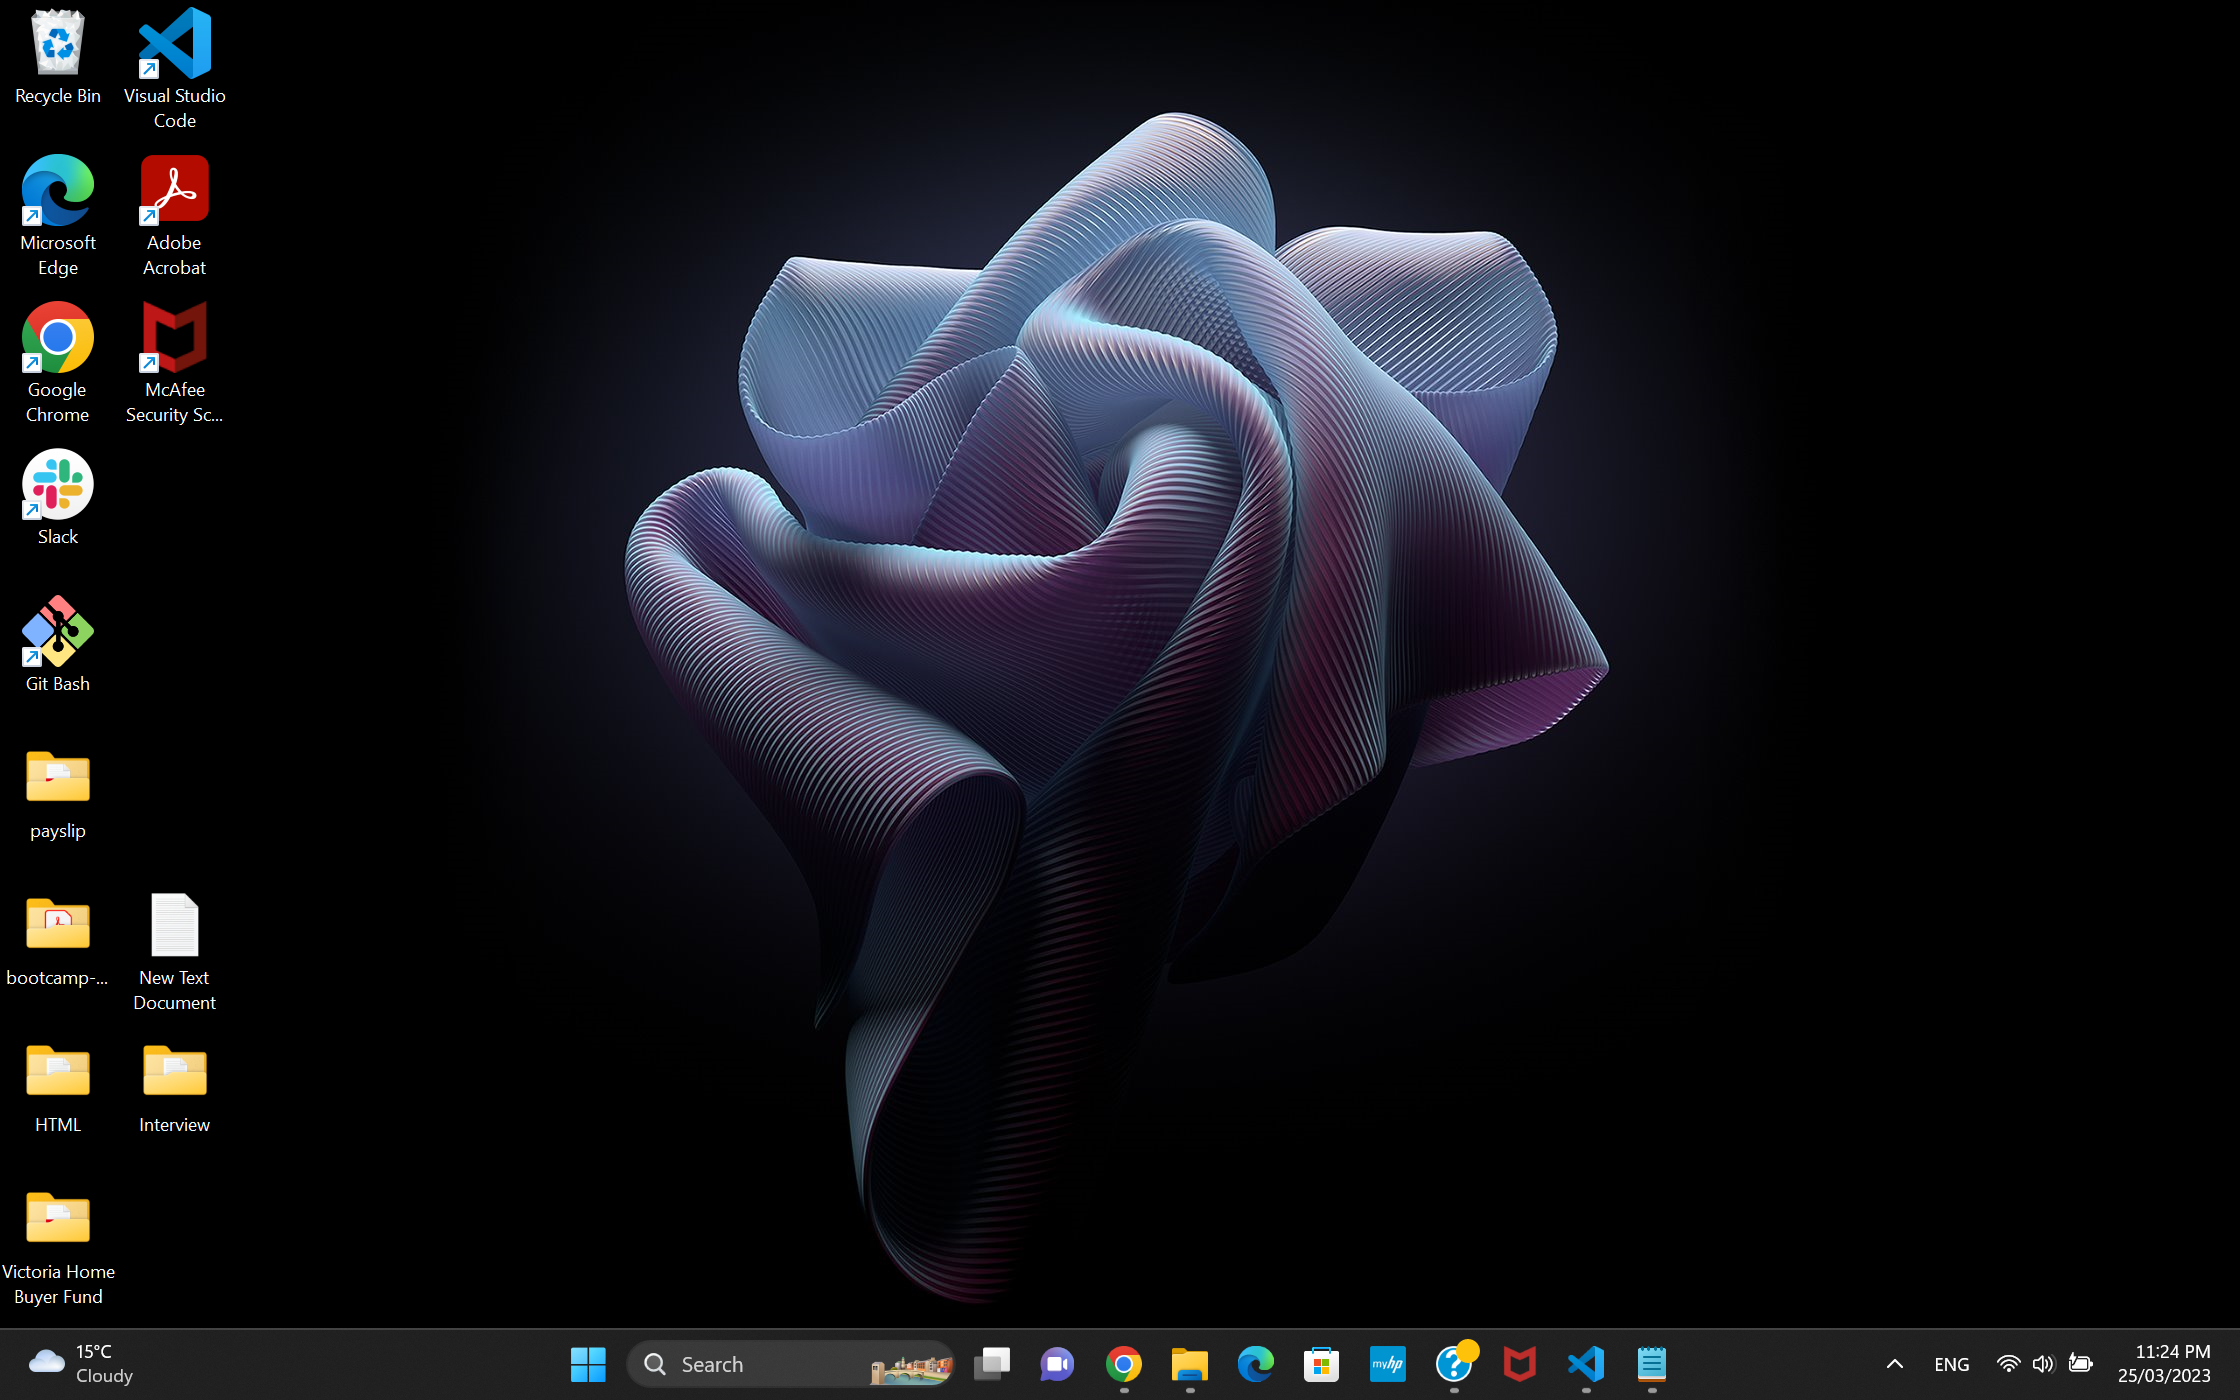 Recycle Bin
Visual Studio
Code
Microsoft
Edge
Adobe
Acrobat
Google
Chrome
McAfee
Security Sc...
Slack
Git Bash
payslip
bootcamp-...
New Text
Document
HTML
Interview
Victoria Home
Buyer Fund
15°C
Cloudy
Search
myhp
ENG
11:24 PM
25/03/2023